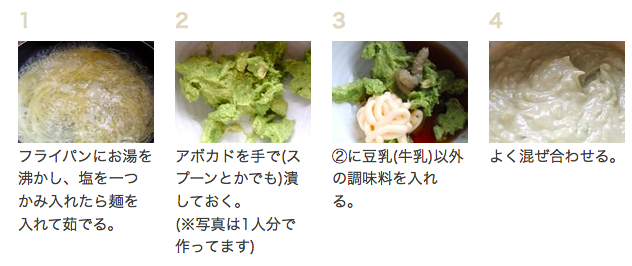 1
フライパンにお湯を
沸かし、塩を一つ
かみ入れたら麺を
入れて茹でる。
2
アボカドを手で(ス
プーンとかでも)潰
しておく。
(※写真は1人分で
作ってます)
3
②に豆乳(牛乳)以外
の調味料を入れ
る。
4
よく混ぜ合わせる。